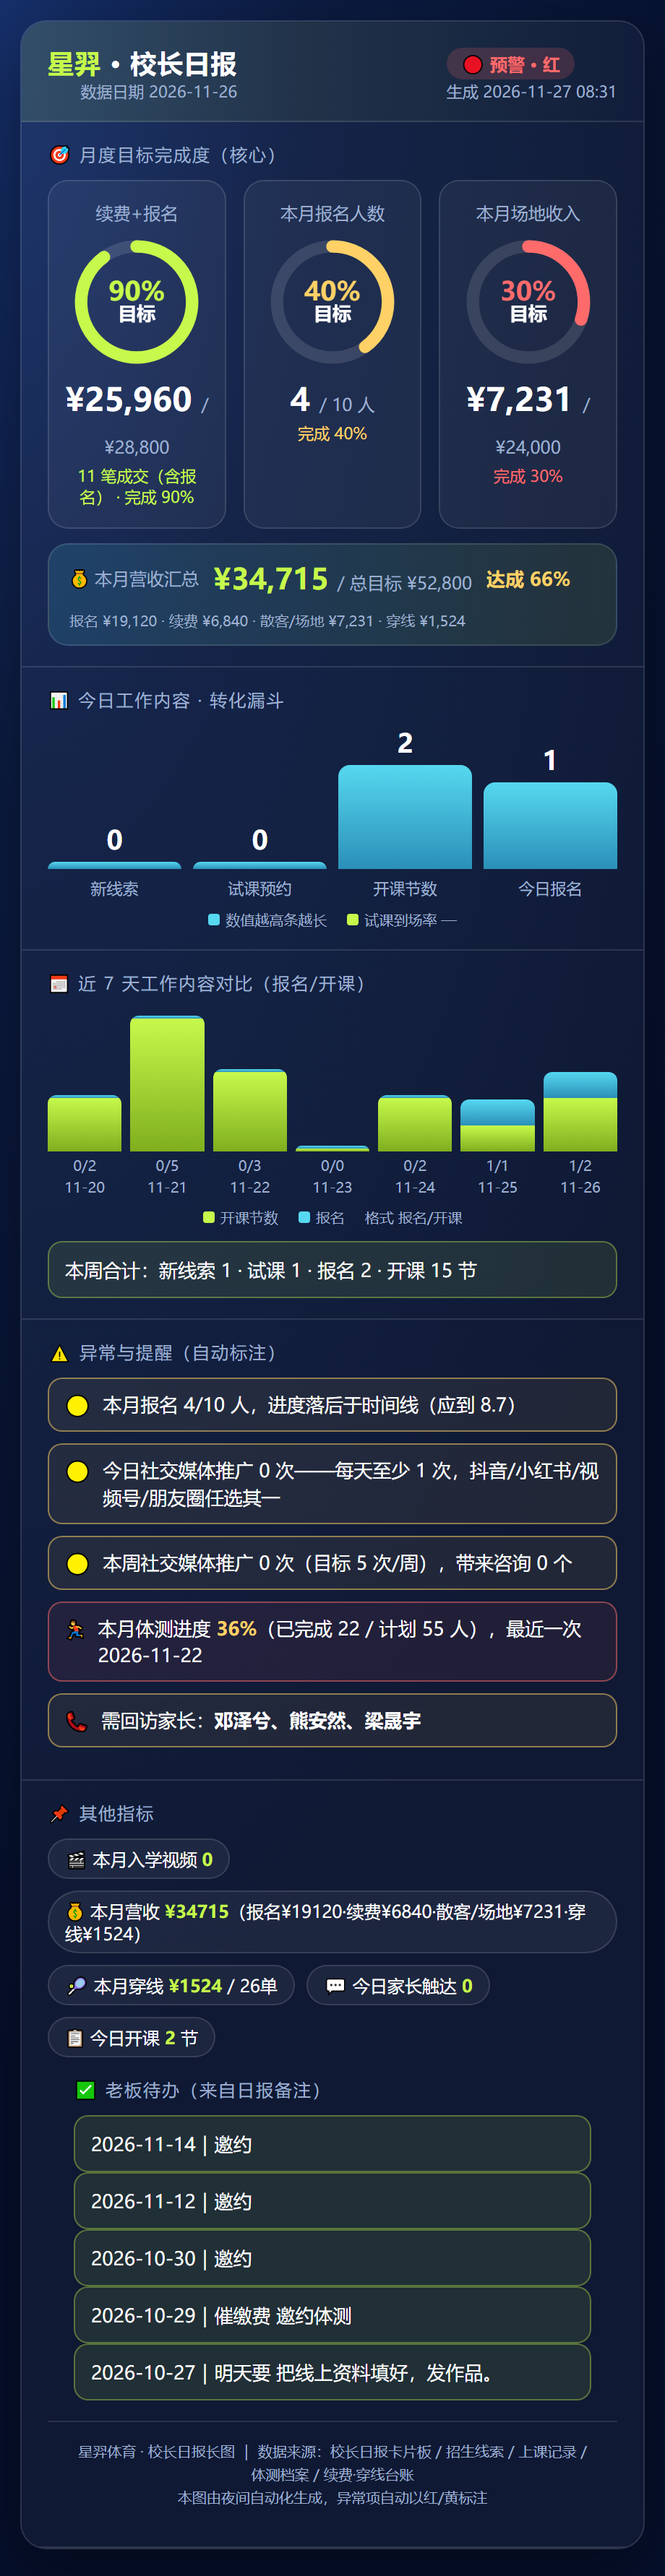 星羿 · 校长日报
预警 · 红
数据日期 2026-11-26
生成 2026-11-27 08:31
月度目标完成度（核心）
续费+报名
90%
目标
¥25,960 /
¥28,800
11 笔成交（含报
名） · 完成 90%
本月报名人数
40%
目标
4 / 10 人
完成 40%
本月场地收入
30%
目标
¥7,231 /
¥24,000
完成 30%
本月营收汇总 ¥34,715 / 总目标 ¥52,800 达成 66%
报名 ¥19,120 · 续费 ¥6,840 · 散客/场地 ¥7,231 · 穿线 ¥1,524
今日工作内容 · 转化漏斗
0
0
2
1
新线索
试课预约
开课节数
今日报名
数值越高条越长
试课到场率 —
近 7 天工作内容对比（报名/开课）
0/2
0/5
0/3
0/0
0/2
1/1
1/2
11-20
11-21
11-22
11-23
11-24
11-25
11-26
开课节数
报名
格式 报名/开课
本周合计：新线索 1 · 试课 1 · 报名 2 · 开课 15 节
异常与提醒（自动标注）
本月报名 4/10 人，进度落后于时间线（应到 8.7）
今日社交媒体推广 0 次——每天至少 1 次，抖音/小红书/视
频号/朋友圈任选其一
本周社交媒体推广 0 次（目标 5 次/周），带来咨询 0 个
本月体测进度 36%（已完成 22 / 计划 55 人），最近一次
2026-11-22
需回访家长：邓泽兮、熊安然、梁晟宇
其他指标
本月入学视频 0
本月营收 ¥34715（报名¥19120·续费¥6840·散客/场地¥7231·穿
线¥1524）
本月穿线 ¥1524 / 26单
今日家长触达 0
今日开课 2 节
老板待办（来自日报备注）
2026-11-14 | 邀约
2026-11-12 | 邀约
2026-10-30 | 邀约
2026-10-29 | 催缴费 邀约体测
2026-10-27 | 明天要 把线上资料填好，发作品。
星羿体育 · 校长日报长图 | 数据来源：校长日报卡片板 / 招生线索 / 上课记录 /
体测档案 / 续费·穿线台账
本图由夜间自动化生成，异常项自动以红/黄标注